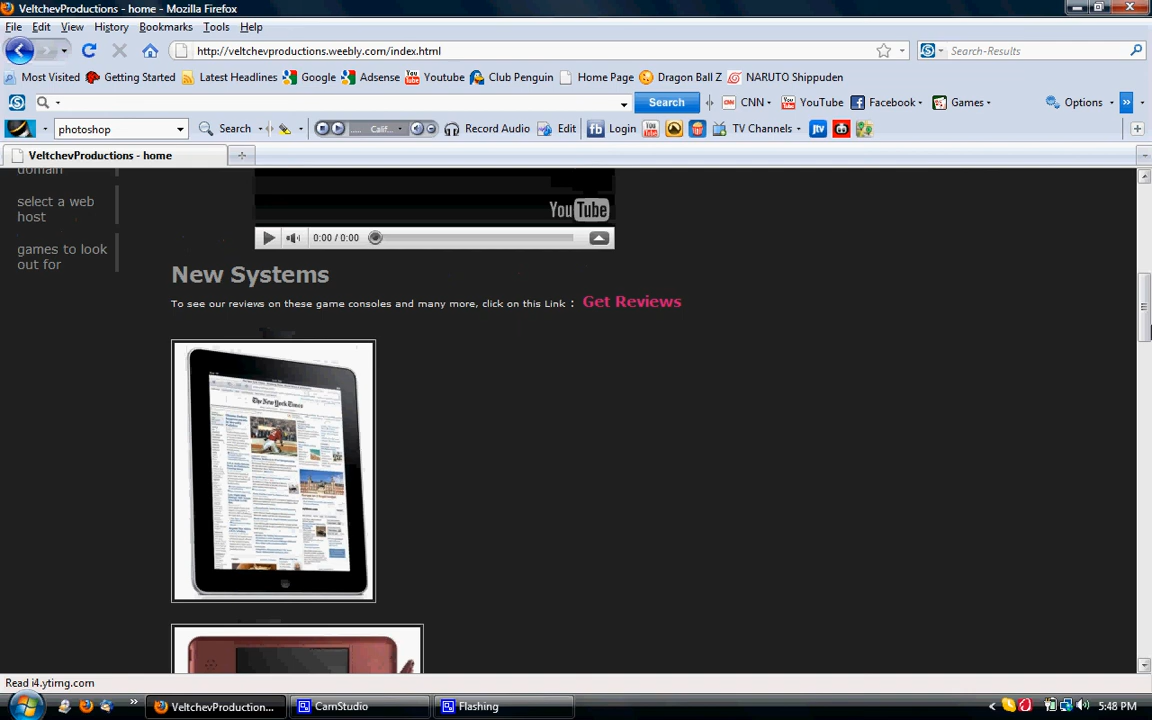 VeltchevProductions - home - Mozilla Firefox
File Edit View History Bookmarks Tools Help
http://veltchevproductions.weebly.com/index.html
Search-Results
Most Visited Getting Started Latest Headlines Google Adsense Youtube Club Penguin Home Page Dragon Ball Z NARUTO Shippuden
Search CNN YouTube Facebook Games Options
photoshop Search Calif... Record Audio Edit fb Login TV Channels jtv
VeltchevProductions - home
domain
select a web
host
games to look
out for
YouTube
0:00 / 0:00
New Systems
To see our reviews on these game consoles and many more, click on this Link : Get Reviews
The New York Times
Read i4.ytimg.com
VeltchevProduction... CamStudio Flashing 5:48 PM